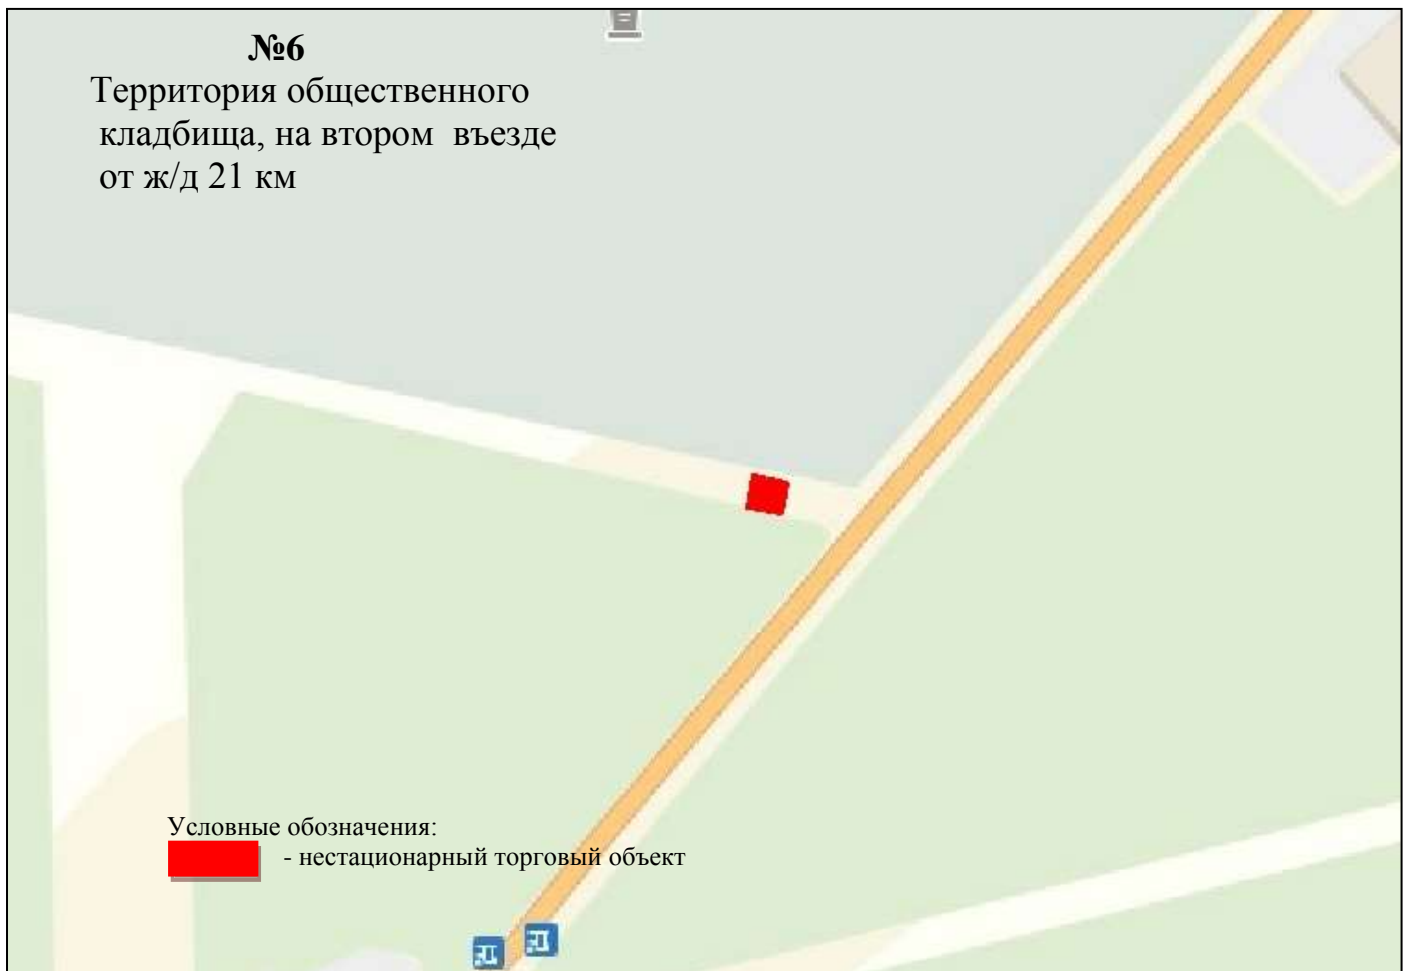 №6
Территория общественного
кладбища, на втором въезде
от ж/д 21 км
Условные обозначения:
- нестационарный торговый объект